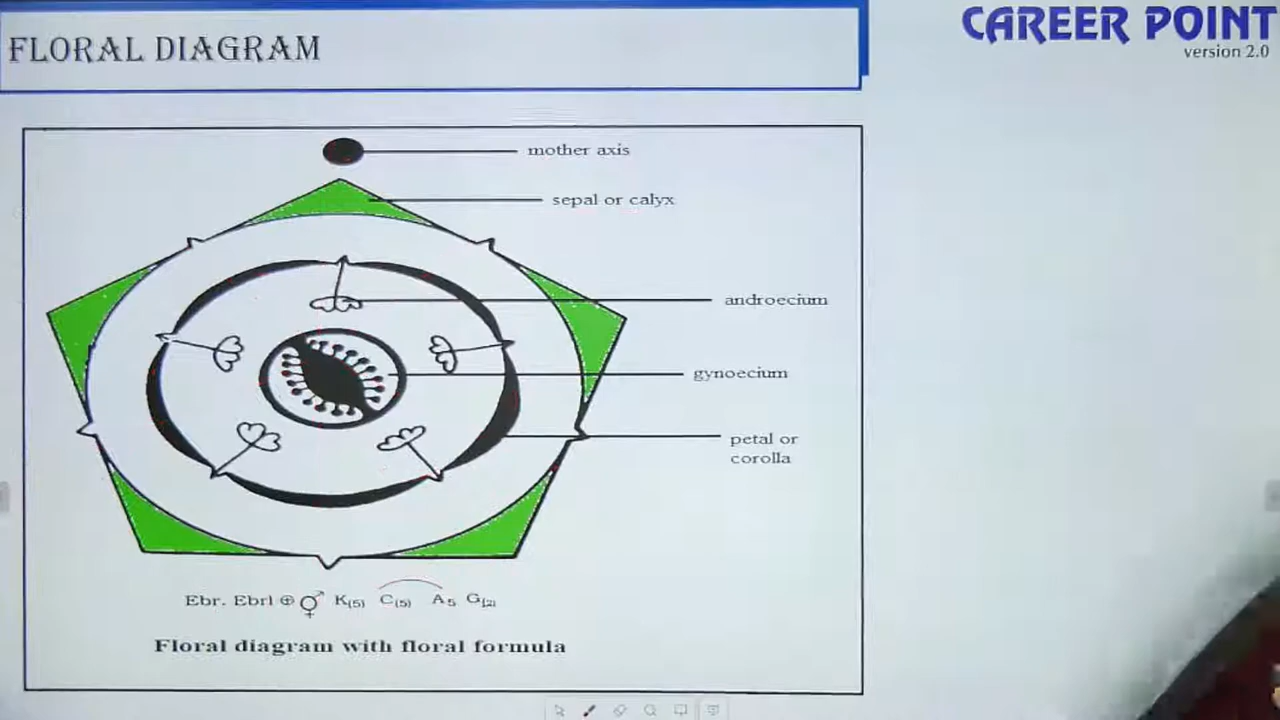 FLORAL DIAGRAM
CAREER POINT
version 2.0
mother axis
sepal or calyx
androecium
gynoecium
petal or
corolla
Ebr. Ebrl ⊕ ⚥ K(5) C(5) A5 G(2)
Floral diagram with floral formula